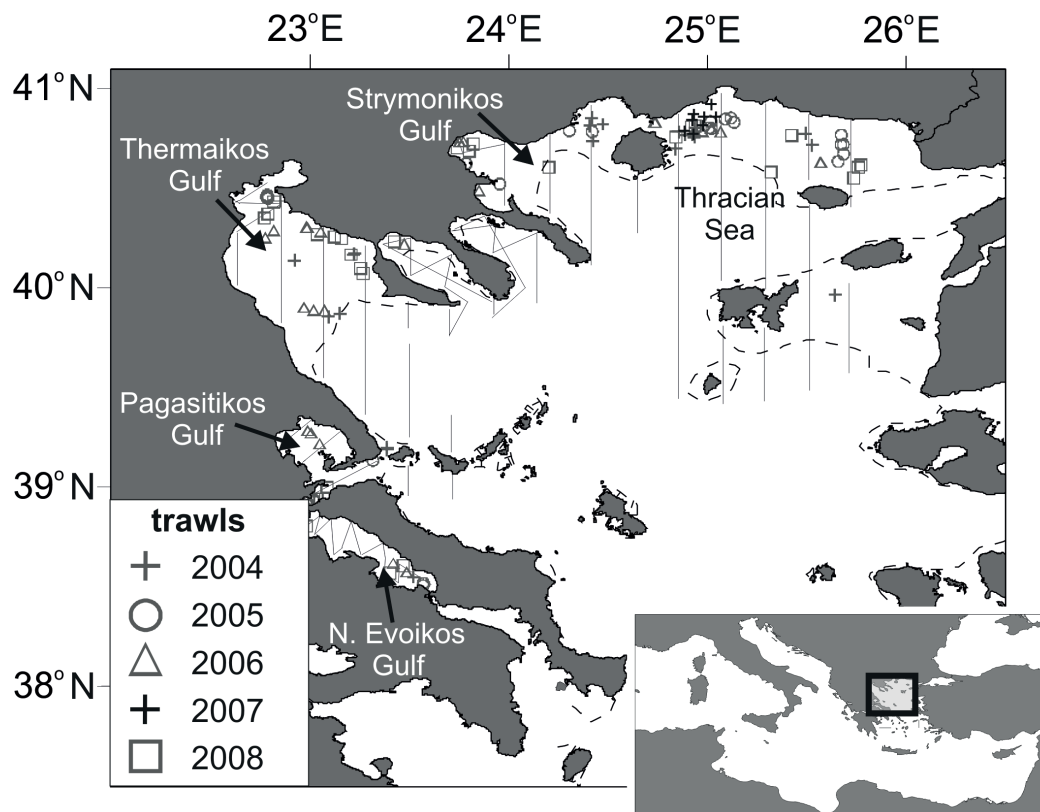 23°E 24°E 25°E 26°E
41°N
40°N
39°N
38°N
Strymonikos
Gulf
Thermaikos
Gulf
Thracian
Sea
Pagasitikos
Gulf
N. Evoikos
Gulf
trawls
2004
2005
2006
2007
2008